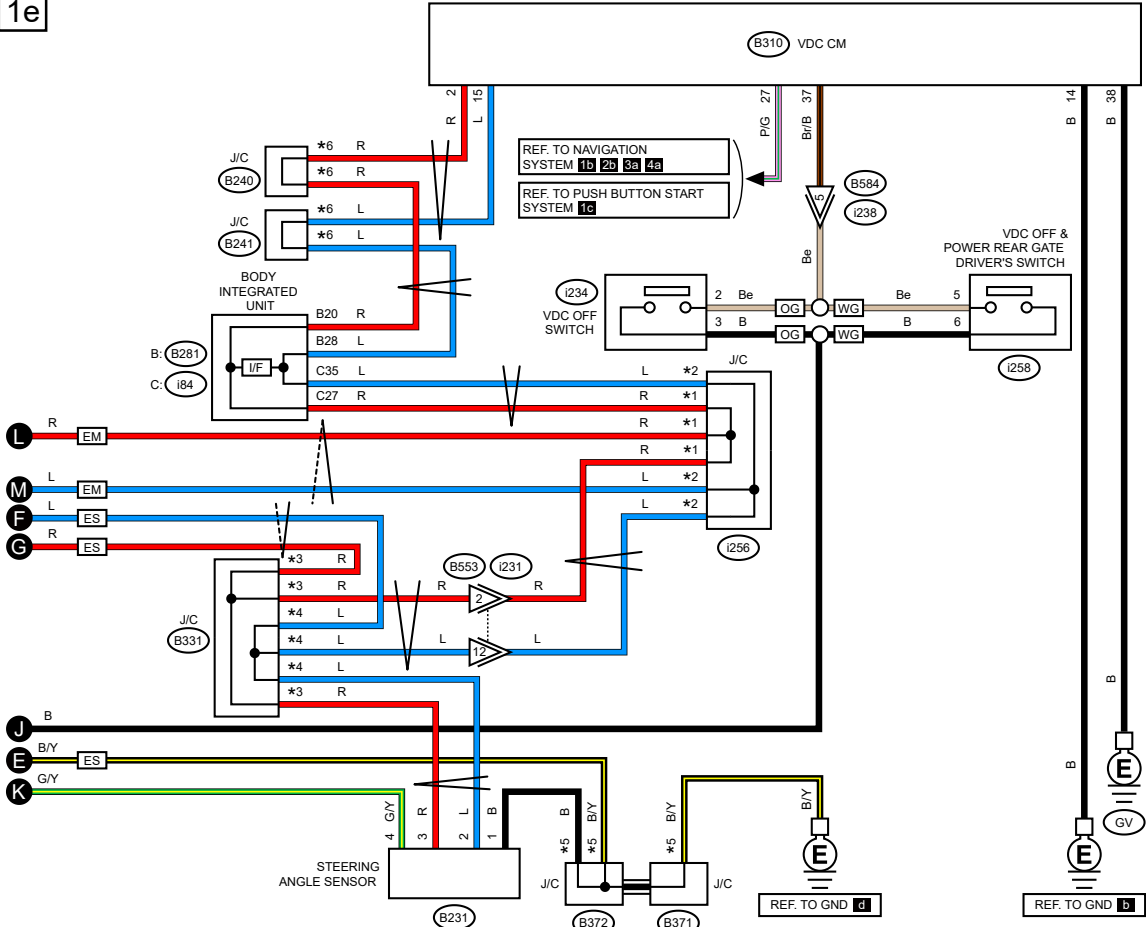 1e
B310 VDC CM
2 15 27 37 14 38
R L P/G Br/B B B
J/C
B240
*6 R
*6 R
J/C
B241
*6 L
*6 L
REF. TO NAVIGATION
SYSTEM 1b 2b 3a 4a
REF. TO PUSH BUTTON START
SYSTEM 1c
5
B584
i238
Be
VDC OFF &
POWER REAR GATE
DRIVER'S SWITCH
i234
VDC OFF
SWITCH
2 Be OG WG Be 5
3 B OG WG B 6
i258
BODY
INTEGRATED
UNIT
B: B281
C: i84
I/F
B20 R
B28 L
C35 L
C27 R
J/C
L *2
R *1
R *1
R *1
L *2
L *2
i256
L R EM
M L EM
F L ES
G R ES
J/C
B331
*3 R
*3 R
*4 L
*4 L
*4 L
*3 R
B553 i231
R 2 R
L 12 L
J B
E B/Y ES
K G/Y
G/Y R L B
4 3 2 1
STEERING
ANGLE SENSOR
B231
B B/Y
*5 *5
J/C
B372
B/Y
*5
J/C
B371
B/Y
E
REF. TO GND d
B
E
REF. TO GND b
B
E
GV